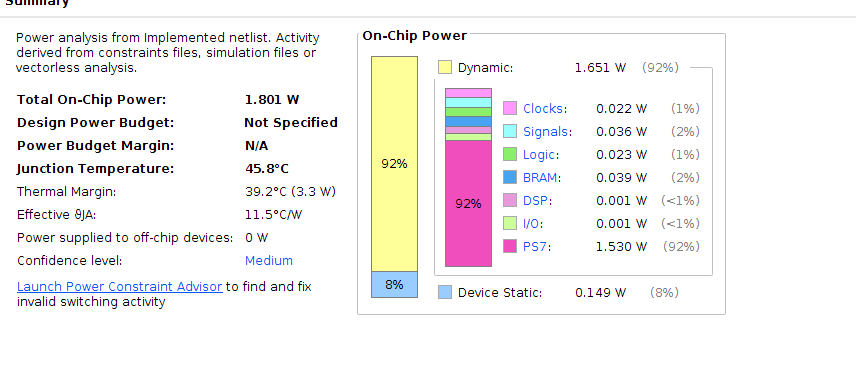 Summary
Power analysis from Implemented netlist. Activity
derived from constraints files, simulation files or
vectorless analysis.
Total On-Chip Power: 1.801 W
Design Power Budget: Not Specified
Power Budget Margin: N/A
Junction Temperature: 45.8°C
Thermal Margin: 39.2°C (3.3 W)
Effective ϑJA: 11.5°C/W
Power supplied to off-chip devices: 0 W
Confidence level: Medium
Launch Power Constraint Advisor to find and fix
invalid switching activity
On-Chip Power
Dynamic: 1.651 W (92%)
Clocks: 0.022 W (1%)
Signals: 0.036 W (2%)
Logic: 0.023 W (1%)
BRAM: 0.039 W (2%)
DSP: 0.001 W (<1%)
I/O: 0.001 W (<1%)
PS7: 1.530 W (92%)
Device Static: 0.149 W (8%)
92%
92%
8%